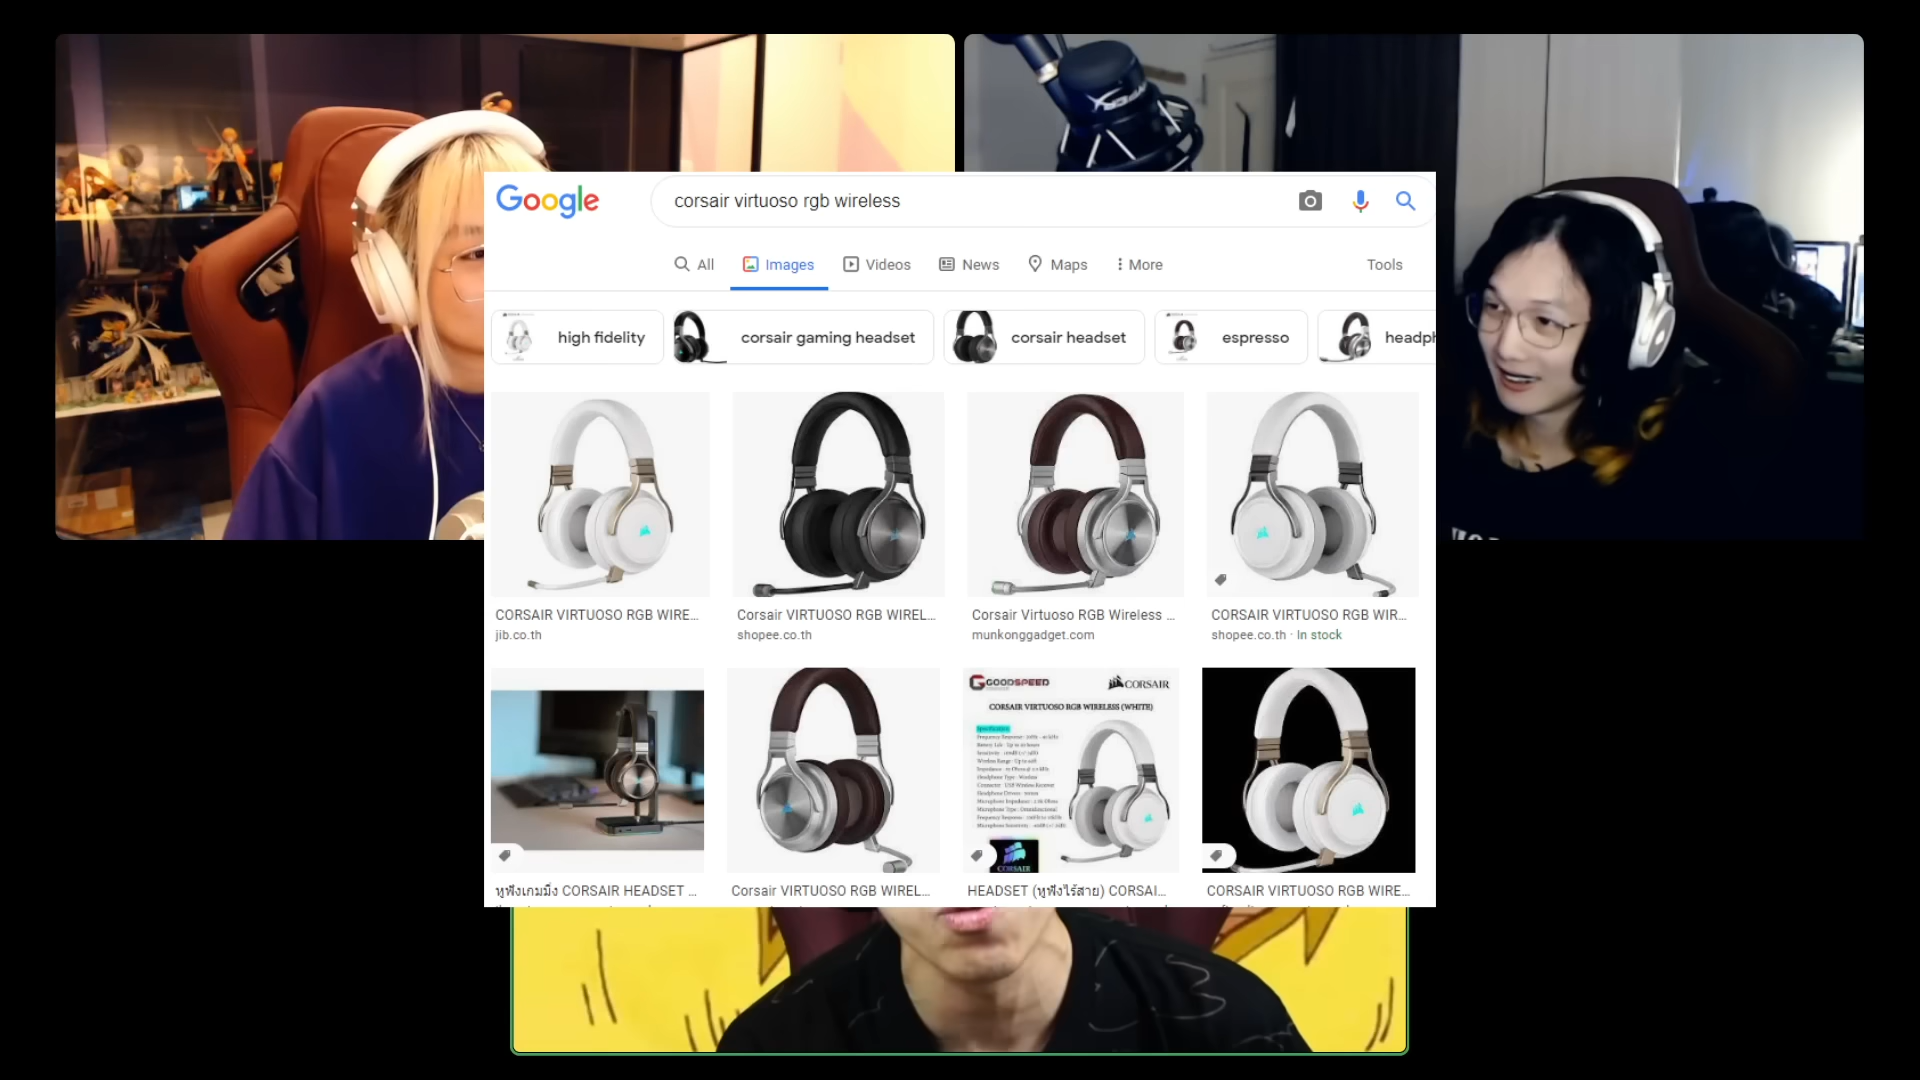 Google
corsair virtuoso rgb wireless
All
Images
Videos
News
Maps
More
Tools
high fidelity
corsair gaming headset
corsair headset
espresso
headph
CORSAIR VIRTUOSO RGB WIRE...
jib.co.th
Corsair VIRTUOSO RGB WIREL...
shopee.co.th
Corsair Virtuoso RGB Wireless ...
munkonggadget.com
CORSAIR VIRTUOSO RGB WIR...
shopee.co.th · In stock
GOODSPEED
CORSAIR
CORSAIR VIRTUOSO RGB WIRELESS (WHITE)
CORSAIR
หูฟังเกมมิ่ง CORSAIR HEADSET ...
Corsair VIRTUOSO RGB WIREL...
HEADSET (หูฟังไร้สาย) CORSAI...
CORSAIR VIRTUOSO RGB WIRE...